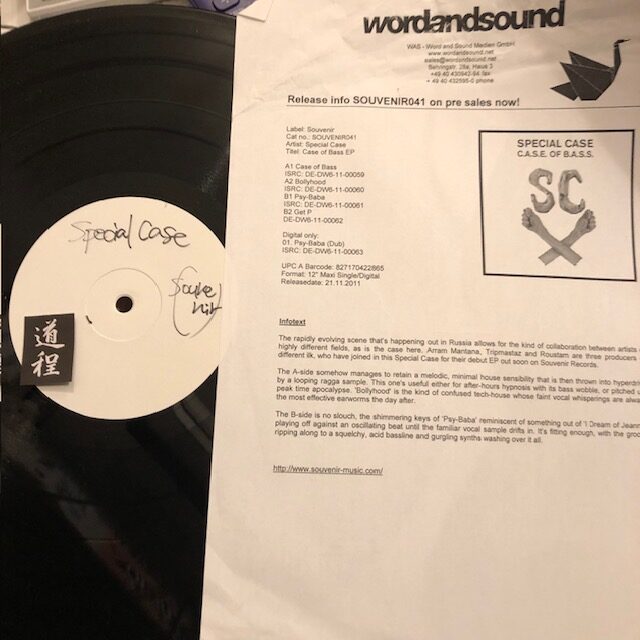 Special Case
Souve
nir
道
程
wordandsound
WAS - Word and Sound Medien GmbH
www.wordandsound.net
sales@wordandsound.net
Behringstr. 28a, Haus 3
+49 40 430942-94 fax
+ 49 40 432595-0 phone
Release info SOUVENIR041 on pre sales now!
Label: Souvenir
Cat no.: SOUVENIR041
Artist: Special Case
Titel: Case of Bass EP
A1 Case of Bass
ISRC: DE-DW6-11-00059
A2 Bollyhood
ISRC: DE-DW6-11-00060
B1 Psy-Baba
ISRC: DE-DW6-11-00061
B2 Get P
DE-DW6-11-00062
Digital only:
01. Psy-Baba (Dub)
ISRC: DE-DW6-11-00063
UPC A Barcode: 827170422865
Format: 12" Maxi Single/Digital
Releasedate: 21.11.2011
SPECIAL CASE
C.A.S.E. OF B.A.S.S.
SC
Infotext
The rapidly evolving scene that's happening out in Russia allows for the kind of collaboration between artists
highly different fields, as is the case here. Arram Mantana, Tripmastaz and Roustam are three producers
different ilk, who have joined in this Special Case for their debut EP out soon on Souvenir Records.
The A-side somehow manages to retain a melodic, minimal house sensibility that is then thrown into hyperdr
by a looping ragga sample. This one's useful either for after-hours hypnosis with its bass wobble, or pitched u
peak time apocalypse. 'Bollyhood' is the kind of confused tech-house whose faint vocal whisperings are alwa
the most effective earworms the day after.
The B-side is no slouch, the shimmering keys of 'Psy-Baba' reminiscent of something out of 'I Dream of Jeann
playing off against an oscillating beat until the familiar vocal sample drifts in. It's fitting enough, with the groo
ripping along to a squelchy, acid bassline and gurgling synths washing over it all.
http://www.souvenir-music.com/